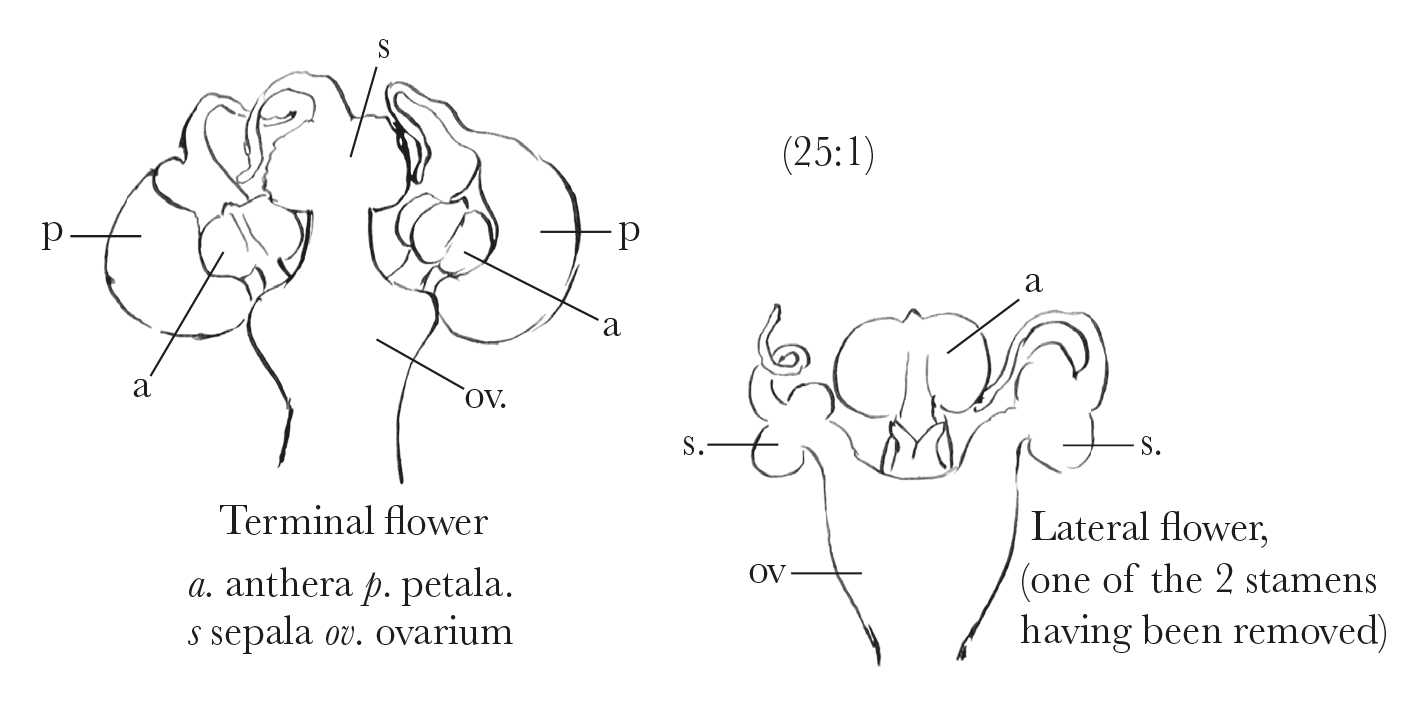 s
(25:1)
p
p
a
a
ov.
a
s.
s.
ov
Terminal flower
a. anthera p. petala.
s sepala ov. ovarium
Lateral flower,
(one of the 2 stamens
having been removed)